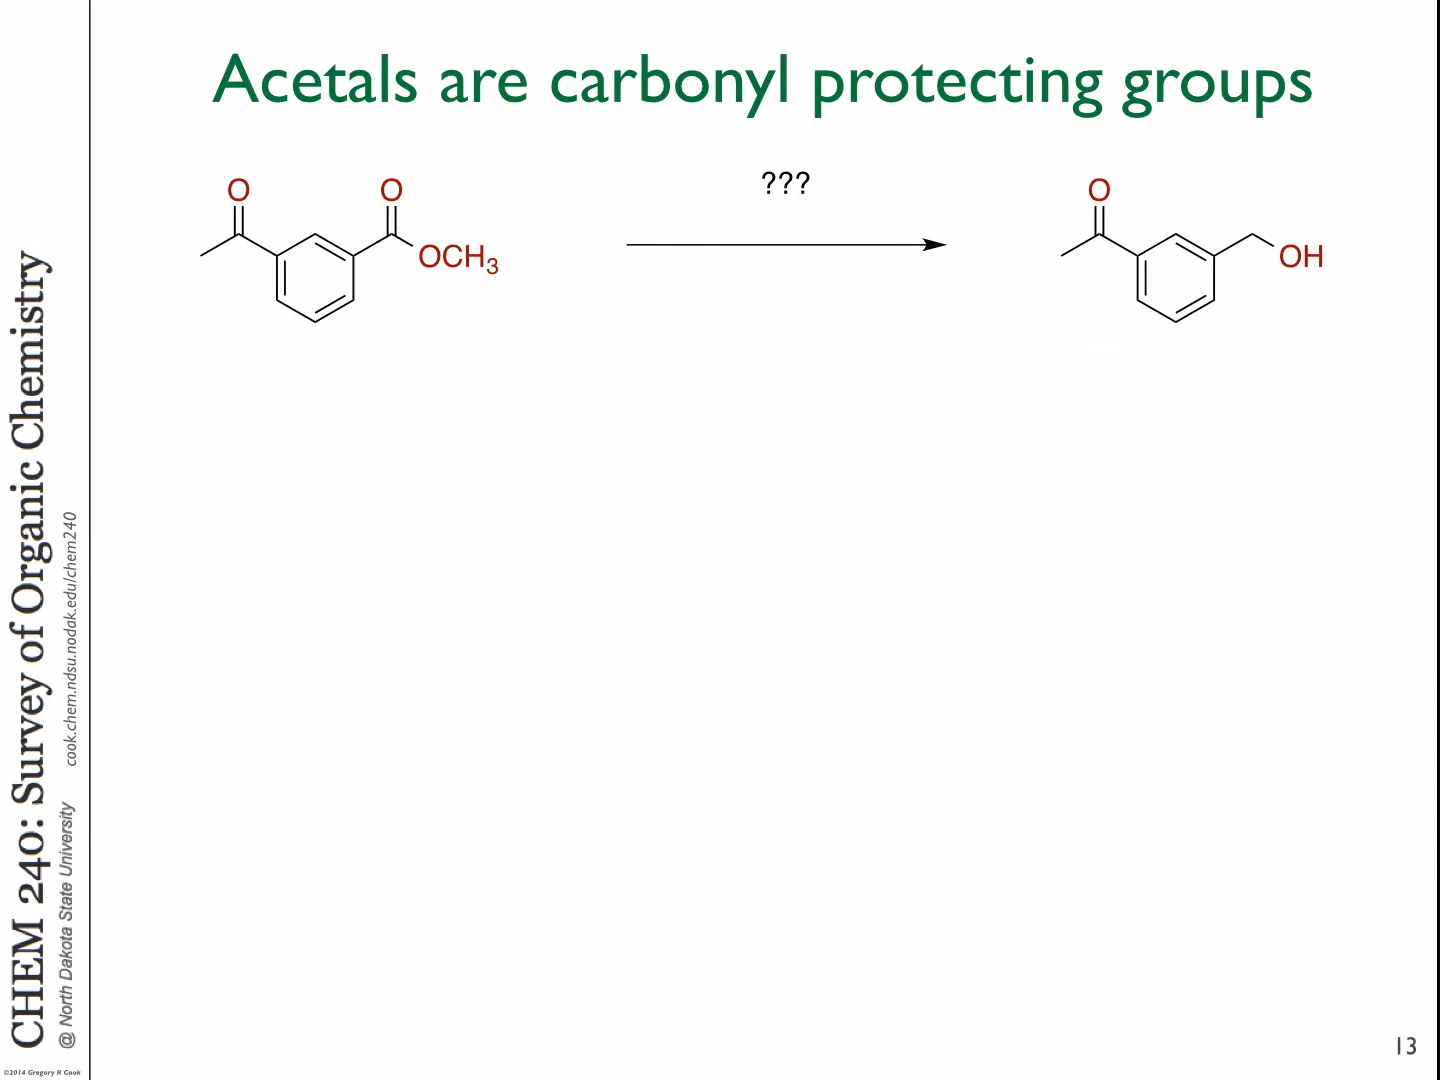 Acetals are carbonyl protecting groups
O
O
OCH3
???
O
OH
CHEM 240: Survey of Organic Chemistry
@ North Dakota State University cook.chem.ndsu.nodak.edu/chem240
©2014 Gregory R Cook
13